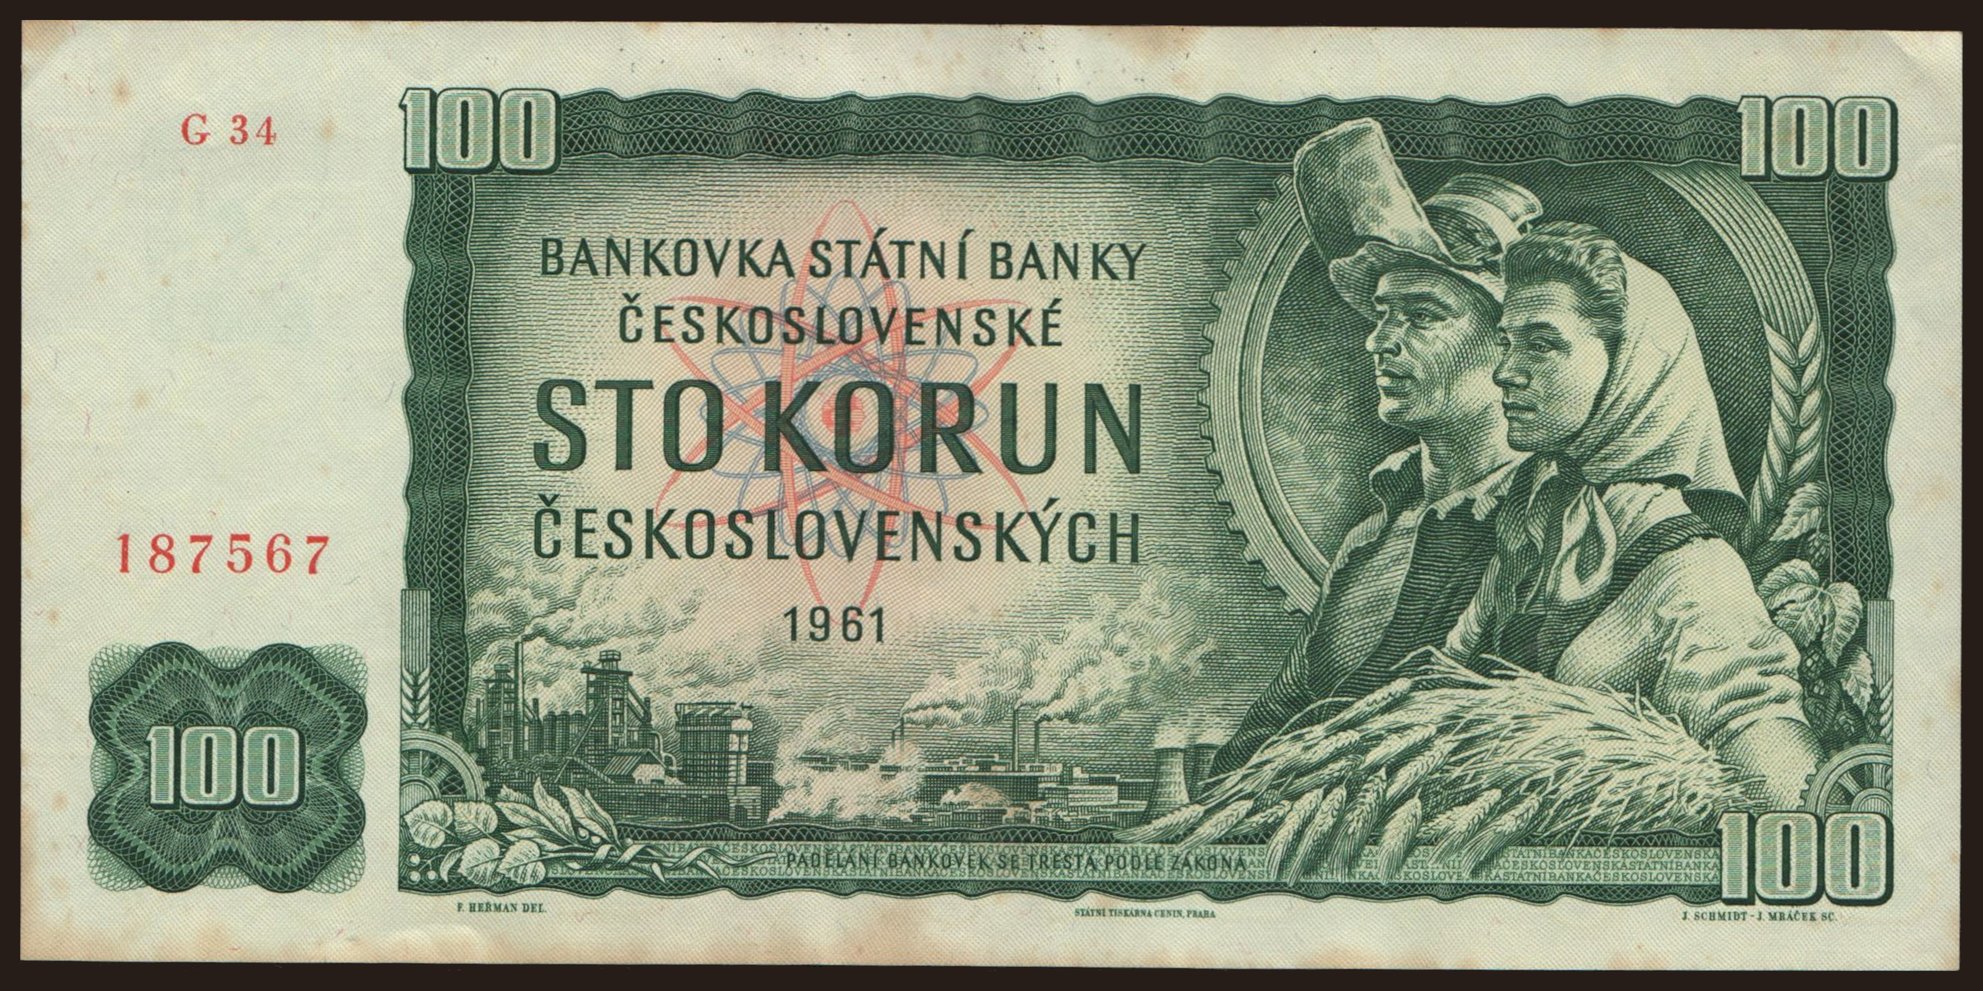 G 34
100
100
BANKOVKA STÁTNÍ BANKY
ČESKOSLOVENSKÉ
STO KORUN
ČESKOSLOVENSKÝCH
187567
1961
100
PADĚLÁNÍ BANKOVEK SE TRESTÁ PODLE ZÁKONA
100
F. HEŘMAN DEL.
STÁTNÍ TISKÁRNA CENIN, PRAHA
J. SCHMIDT - J. MRÁČEK SC.